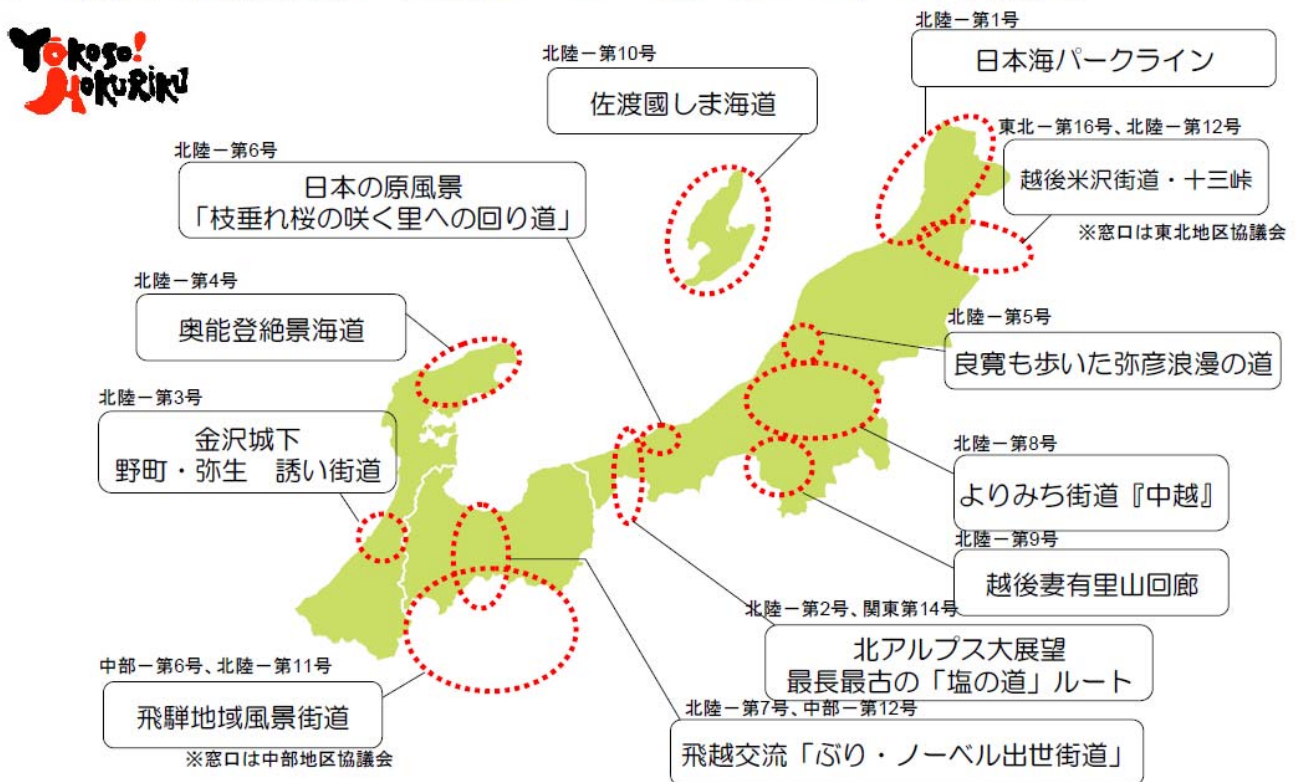 Yōkoso!
HOKURiKU
北陸－第1号
日本海パークライン
北陸－第10号
佐渡國しま海道
東北－第16号、北陸－第12号
越後米沢街道・十三峠
※窓口は東北地区協議会
北陸－第6号
日本の原風景
「枝垂れ桜の咲く里への回り道」
北陸－第4号
奥能登絶景海道
北陸－第5号
良寛も歩いた弥彦浪漫の道
北陸－第3号
金沢城下
野町・弥生　誘い街道
北陸－第8号
よりみち街道『中越』
北陸－第9号
越後妻有里山回廊
北陸－第2号、関東第14号
北アルプス大展望
最長最古の「塩の道」ルート
中部－第6号、北陸－第11号
飛騨地域風景街道
※窓口は中部地区協議会
北陸－第7号、中部－第12号
飛越交流「ぶり・ノーベル出世街道」